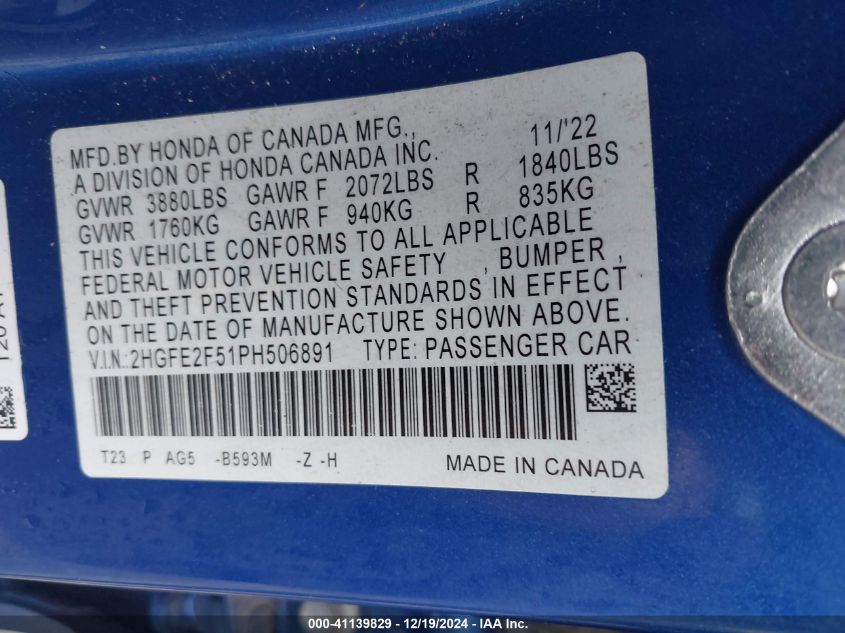 MFD.BY HONDA OF CANADA MFG., 11/'22
A DIVISION OF HONDA CANADA INC.
GVWR 3880LBS GAWR F 2072LBS R 1840LBS
GVWR 1760KG GAWR F 940KG R 835KG
THIS VEHICLE CONFORMS TO ALL APPLICABLE
FEDERAL MOTOR VEHICLE SAFETY , BUMPER ,
AND THEFT PREVENTION STANDARDS IN EFFECT
ON THE DATE OF MANUFACTURE SHOWN ABOVE.
V.I.N.:2HGFE2F51PH506891 TYPE: PASSENGER CAR
T23 P AG5 -B593M -Z -H MADE IN CANADA
000-41139829 - 12/19/2024 - IAA Inc.